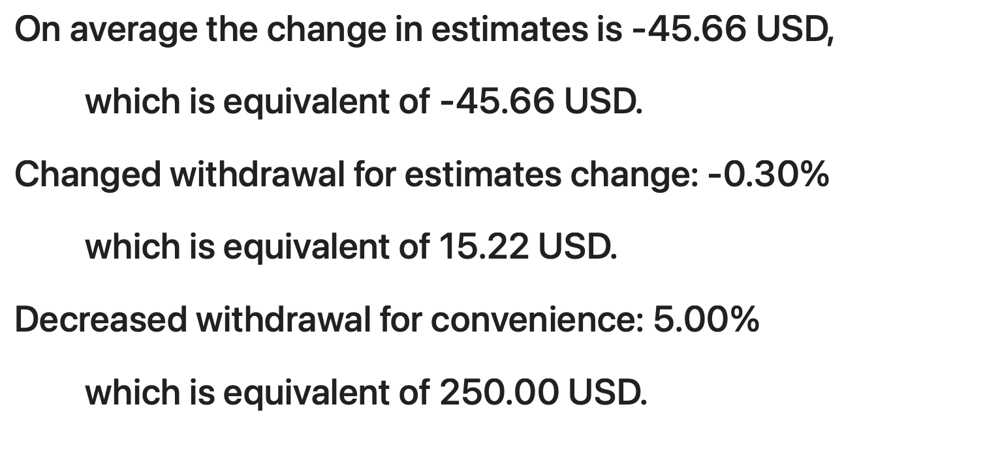 On average the change in estimates is -45.66 USD,
which is equivalent of -45.66 USD.
Changed withdrawal for estimates change: -0.30%
which is equivalent of 15.22 USD.
Decreased withdrawal for convenience: 5.00%
which is equivalent of 250.00 USD.